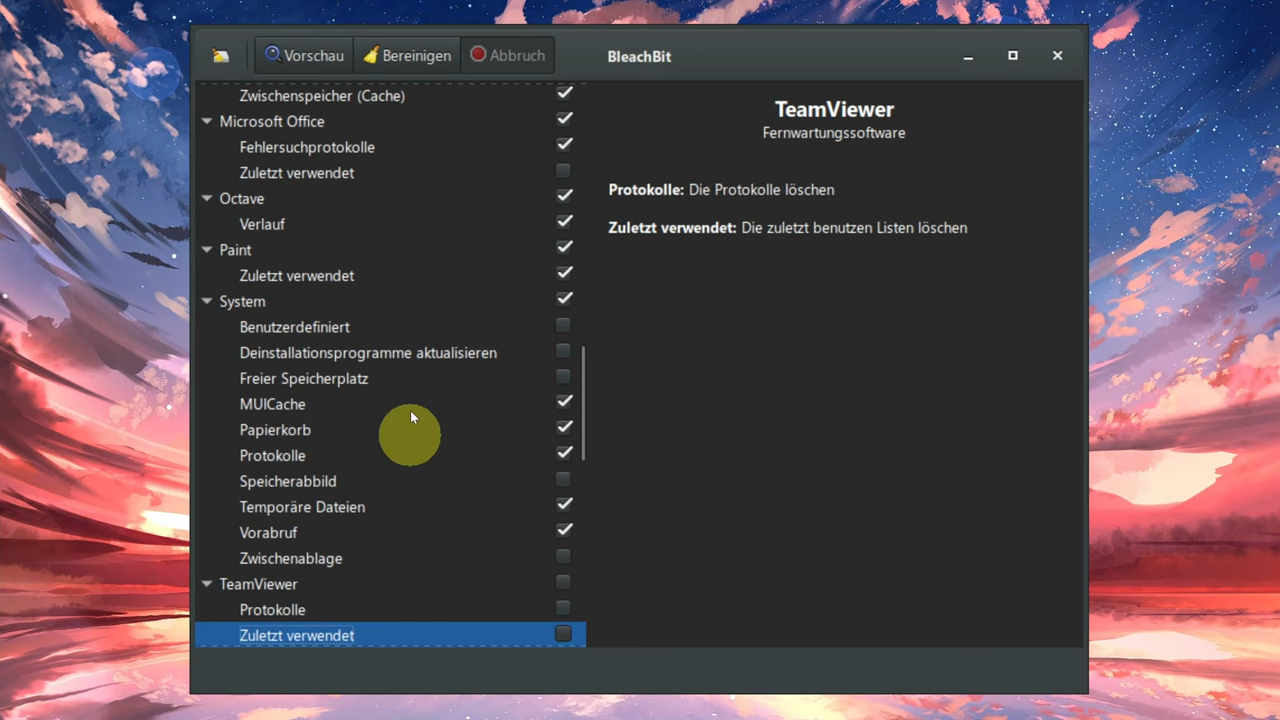 Vorschau Bereinigen Abbruch BleachBit
Zwischenspeicher (Cache)
Microsoft Office
Fehlersuchprotokolle
Zuletzt verwendet
Octave
Verlauf
Paint
Zuletzt verwendet
System
Benutzerdefiniert
Deinstallationsprogramme aktualisieren
Freier Speicherplatz
MUICache
Papierkorb
Protokolle
Speicherabbild
Temporäre Dateien
Vorabruf
Zwischenablage
TeamViewer
Protokolle
Zuletzt verwendet
TeamViewer
Fernwartungssoftware
Protokolle: Die Protokolle löschen
Zuletzt verwendet: Die zuletzt benutzen Listen löschen